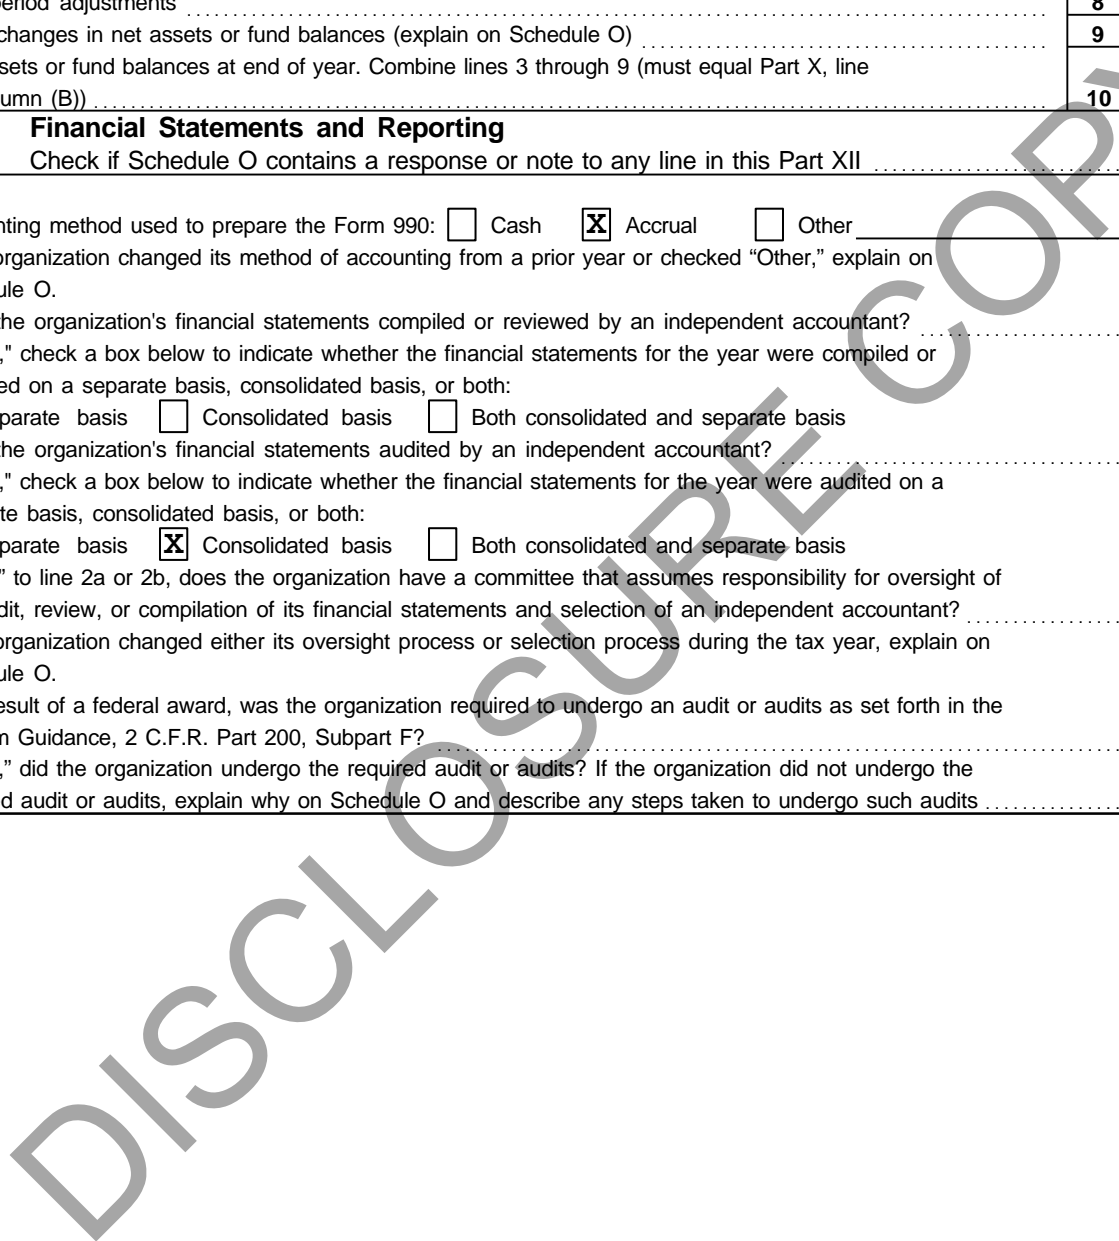 period adjustments 8
changes in net assets or fund balances (explain on Schedule O) 9
sets or fund balances at end of year. Combine lines 3 through 9 (must equal Part X, line
umn (B)) 10
Financial Statements and Reporting
Check if Schedule O contains a response or note to any line in this Part XII
nting method used to prepare the Form 990: Cash X Accrual Other
organization changed its method of accounting from a prior year or checked “Other,” explain on
ule O.
the organization's financial statements compiled or reviewed by an independent accountant?
," check a box below to indicate whether the financial statements for the year were compiled or
ed on a separate basis, consolidated basis, or both:
parate basis Consolidated basis Both consolidated and separate basis
the organization's financial statements audited by an independent accountant?
," check a box below to indicate whether the financial statements for the year were audited on a
te basis, consolidated basis, or both:
parate basis X Consolidated basis Both consolidated and separate basis
” to line 2a or 2b, does the organization have a committee that assumes responsibility for oversight of
dit, review, or compilation of its financial statements and selection of an independent accountant?
organization changed either its oversight process or selection process during the tax year, explain on
ule O.
esult of a federal award, was the organization required to undergo an audit or audits as set forth in the
m Guidance, 2 C.F.R. Part 200, Subpart F?
,” did the organization undergo the required audit or audits? If the organization did not undergo the
d audit or audits, explain why on Schedule O and describe any steps taken to undergo such audits
DISCLOSURE COP